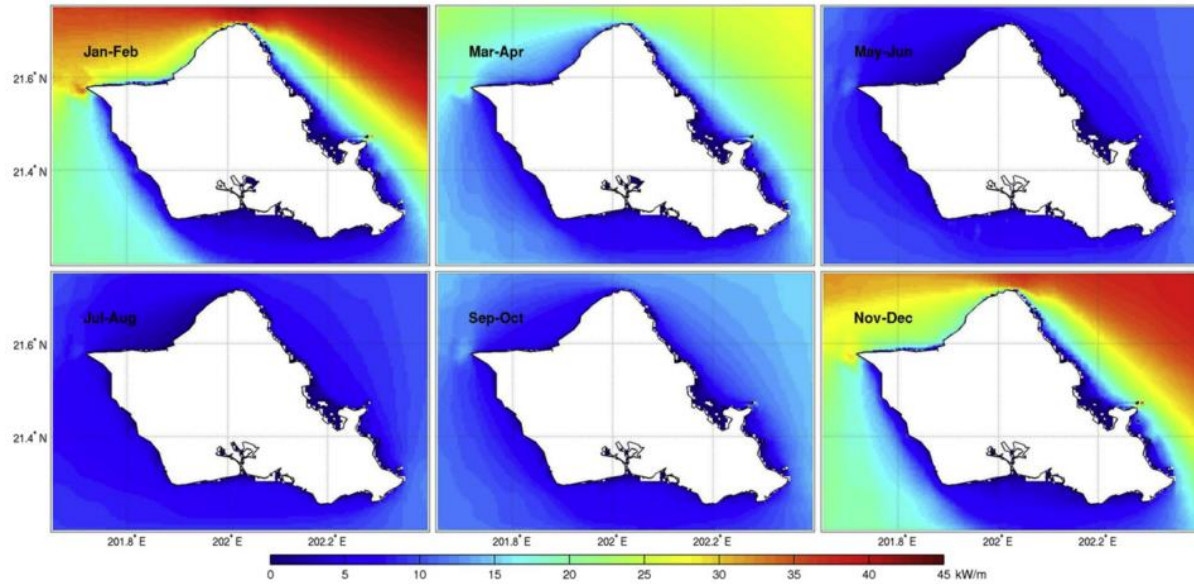 Jan-Feb
Mar-Apr
May-Jun
21.6° N
21.4° N
Jul-Aug
Sep-Oct
Nov-Dec
21.6° N
21.4° N
201.8° E 202° E 202.2° E 201.8° E 202° E 202.2° E 201.8° E 202° E 202.2° E
0 5 10 15 20 25 30 35 40 45 kW/m